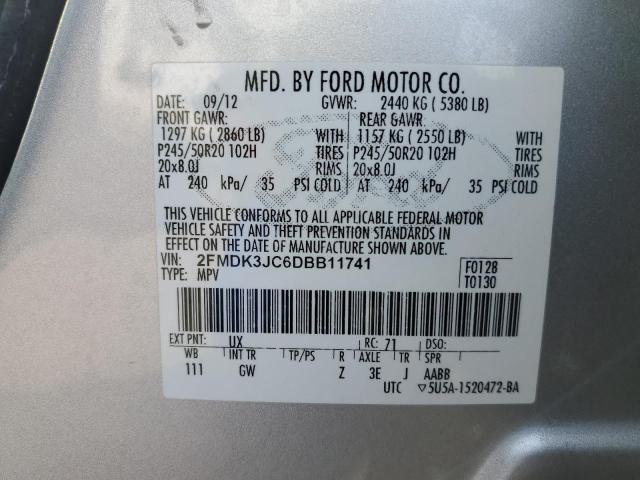 MFD. BY FORD MOTOR CO.
DATE: 09/12 GVWR: 2440 KG ( 5380 LB)
FRONT GAWR: REAR GAWR:
1297 KG ( 2860 LB) WITH 1157 KG ( 2550 LB) WITH
P245/50R20 102H TIRES P245/50R20 102H TIRES
20x8.0J RIMS 20x8.0J RIMS
AT 240 kPa/ 35 PSI COLD AT 240 kPa/ 35 PSI COLD
THIS VEHICLE CONFORMS TO ALL APPLICABLE FEDERAL MOTOR
VEHICLE SAFETY AND THEFT PREVENTION STANDARDS IN
EFFECT ON THE DATE OF MANUFACTURE SHOWN ABOVE.
VIN: 2FMDK3JC6DBB11741 F0128
TYPE: MPV T0130
EXT PNT: UX RC: 71 DSO:
WB INT TR TP/PS R AXLE TR SPR
111 GW Z 3E J AABB
UTC ▽5U5A-1520472-BA